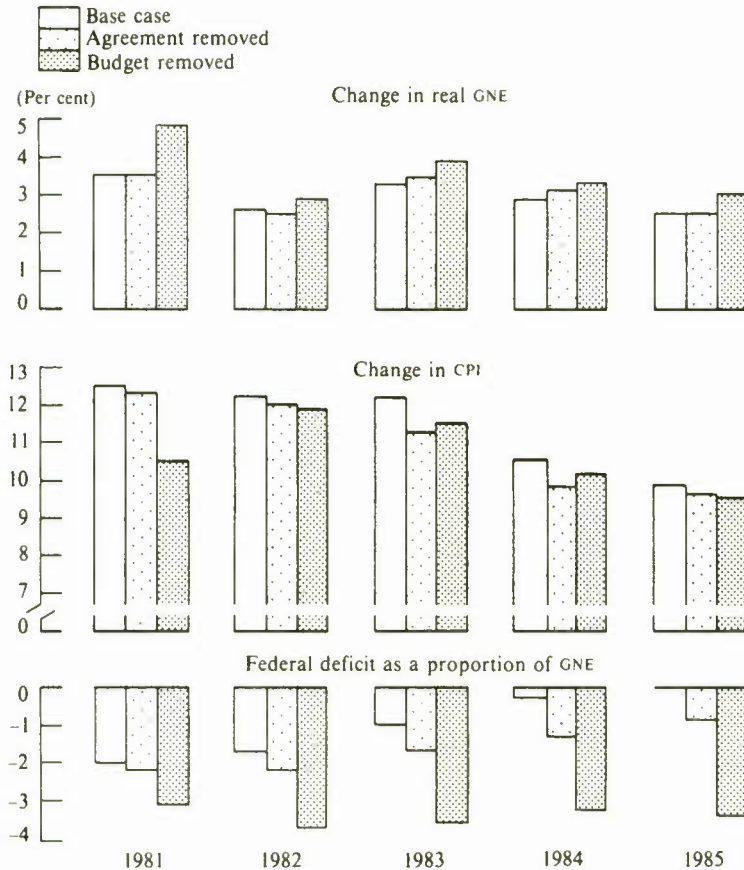 Base case
Agreement removed
Budget removed
(Per cent)
Change in real GNE
5
4
3
2
1
0
Change in CPI
13
12
11
10
9
8
7
0
Federal deficit as a proportion of GNE
0
-1
-2
-3
-4
1981 1982 1983 1984 1985